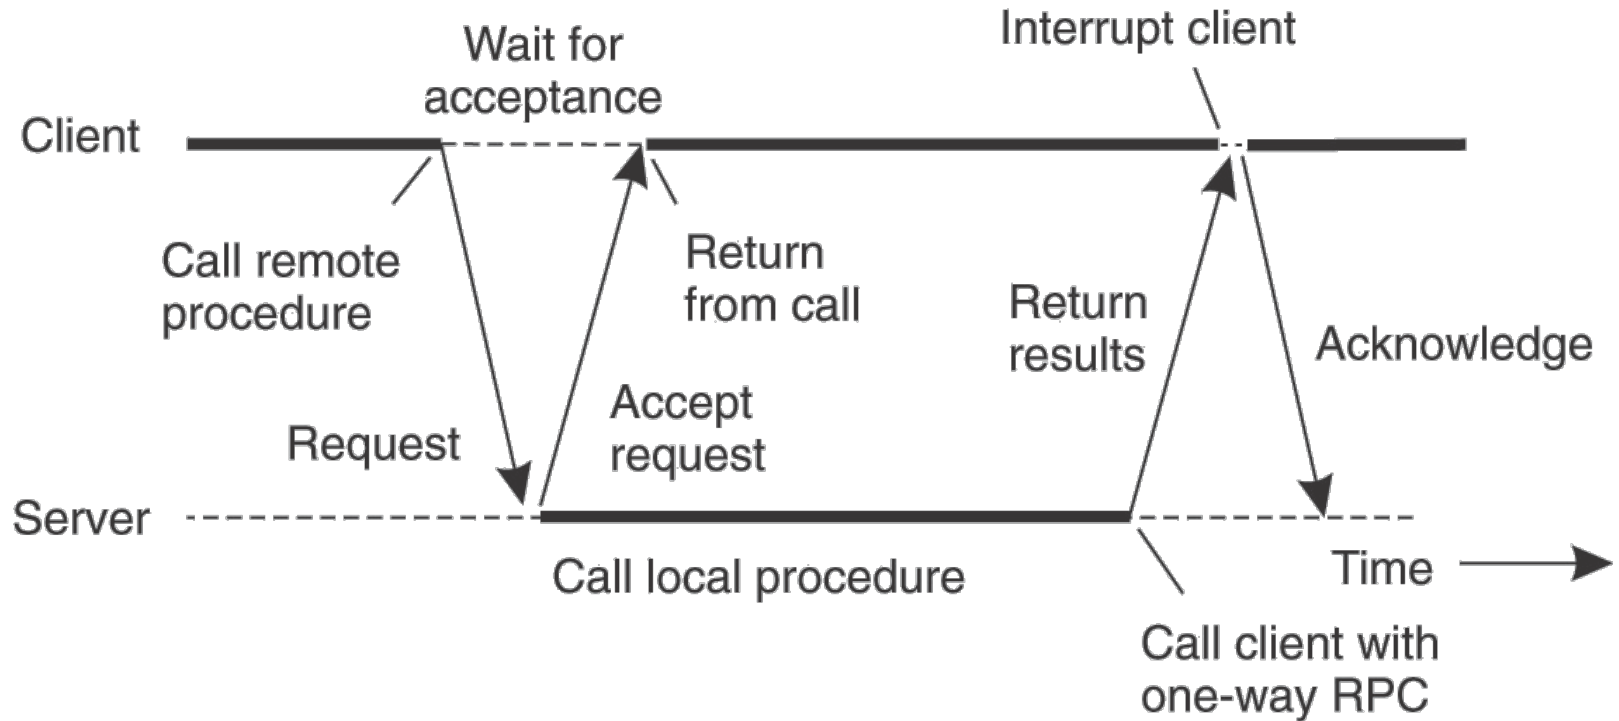 Wait for
acceptance
Interrupt client
Client
Call remote
procedure
Return
from call
Return
results
Acknowledge
Accept
request
Request
Server
Call local procedure
Time
Call client with
one-way RPC